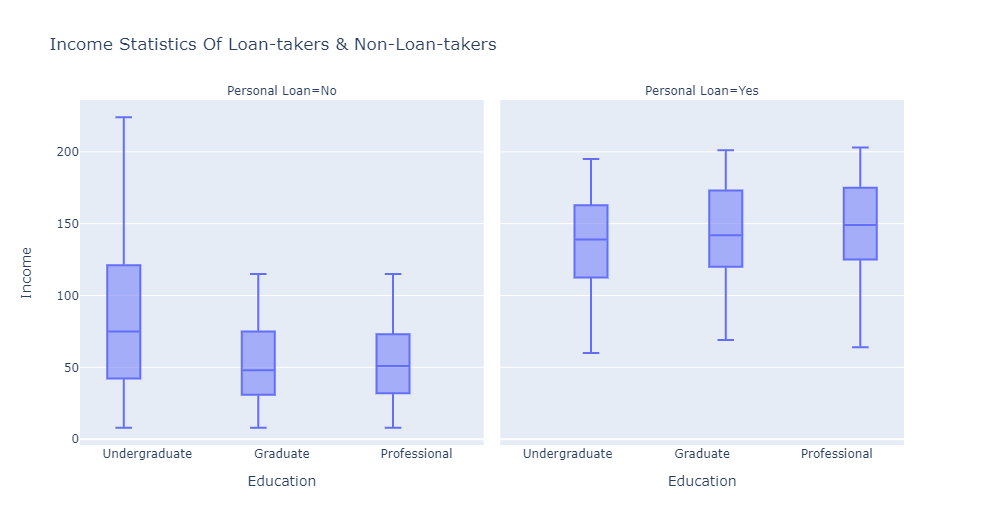 Income Statistics Of Loan-takers & Non-Loan-takers
Personal Loan=No
Personal Loan=Yes
200
150
100
50
0
Income
Undergraduate
Graduate
Professional
Undergraduate
Graduate
Professional
Education
Education